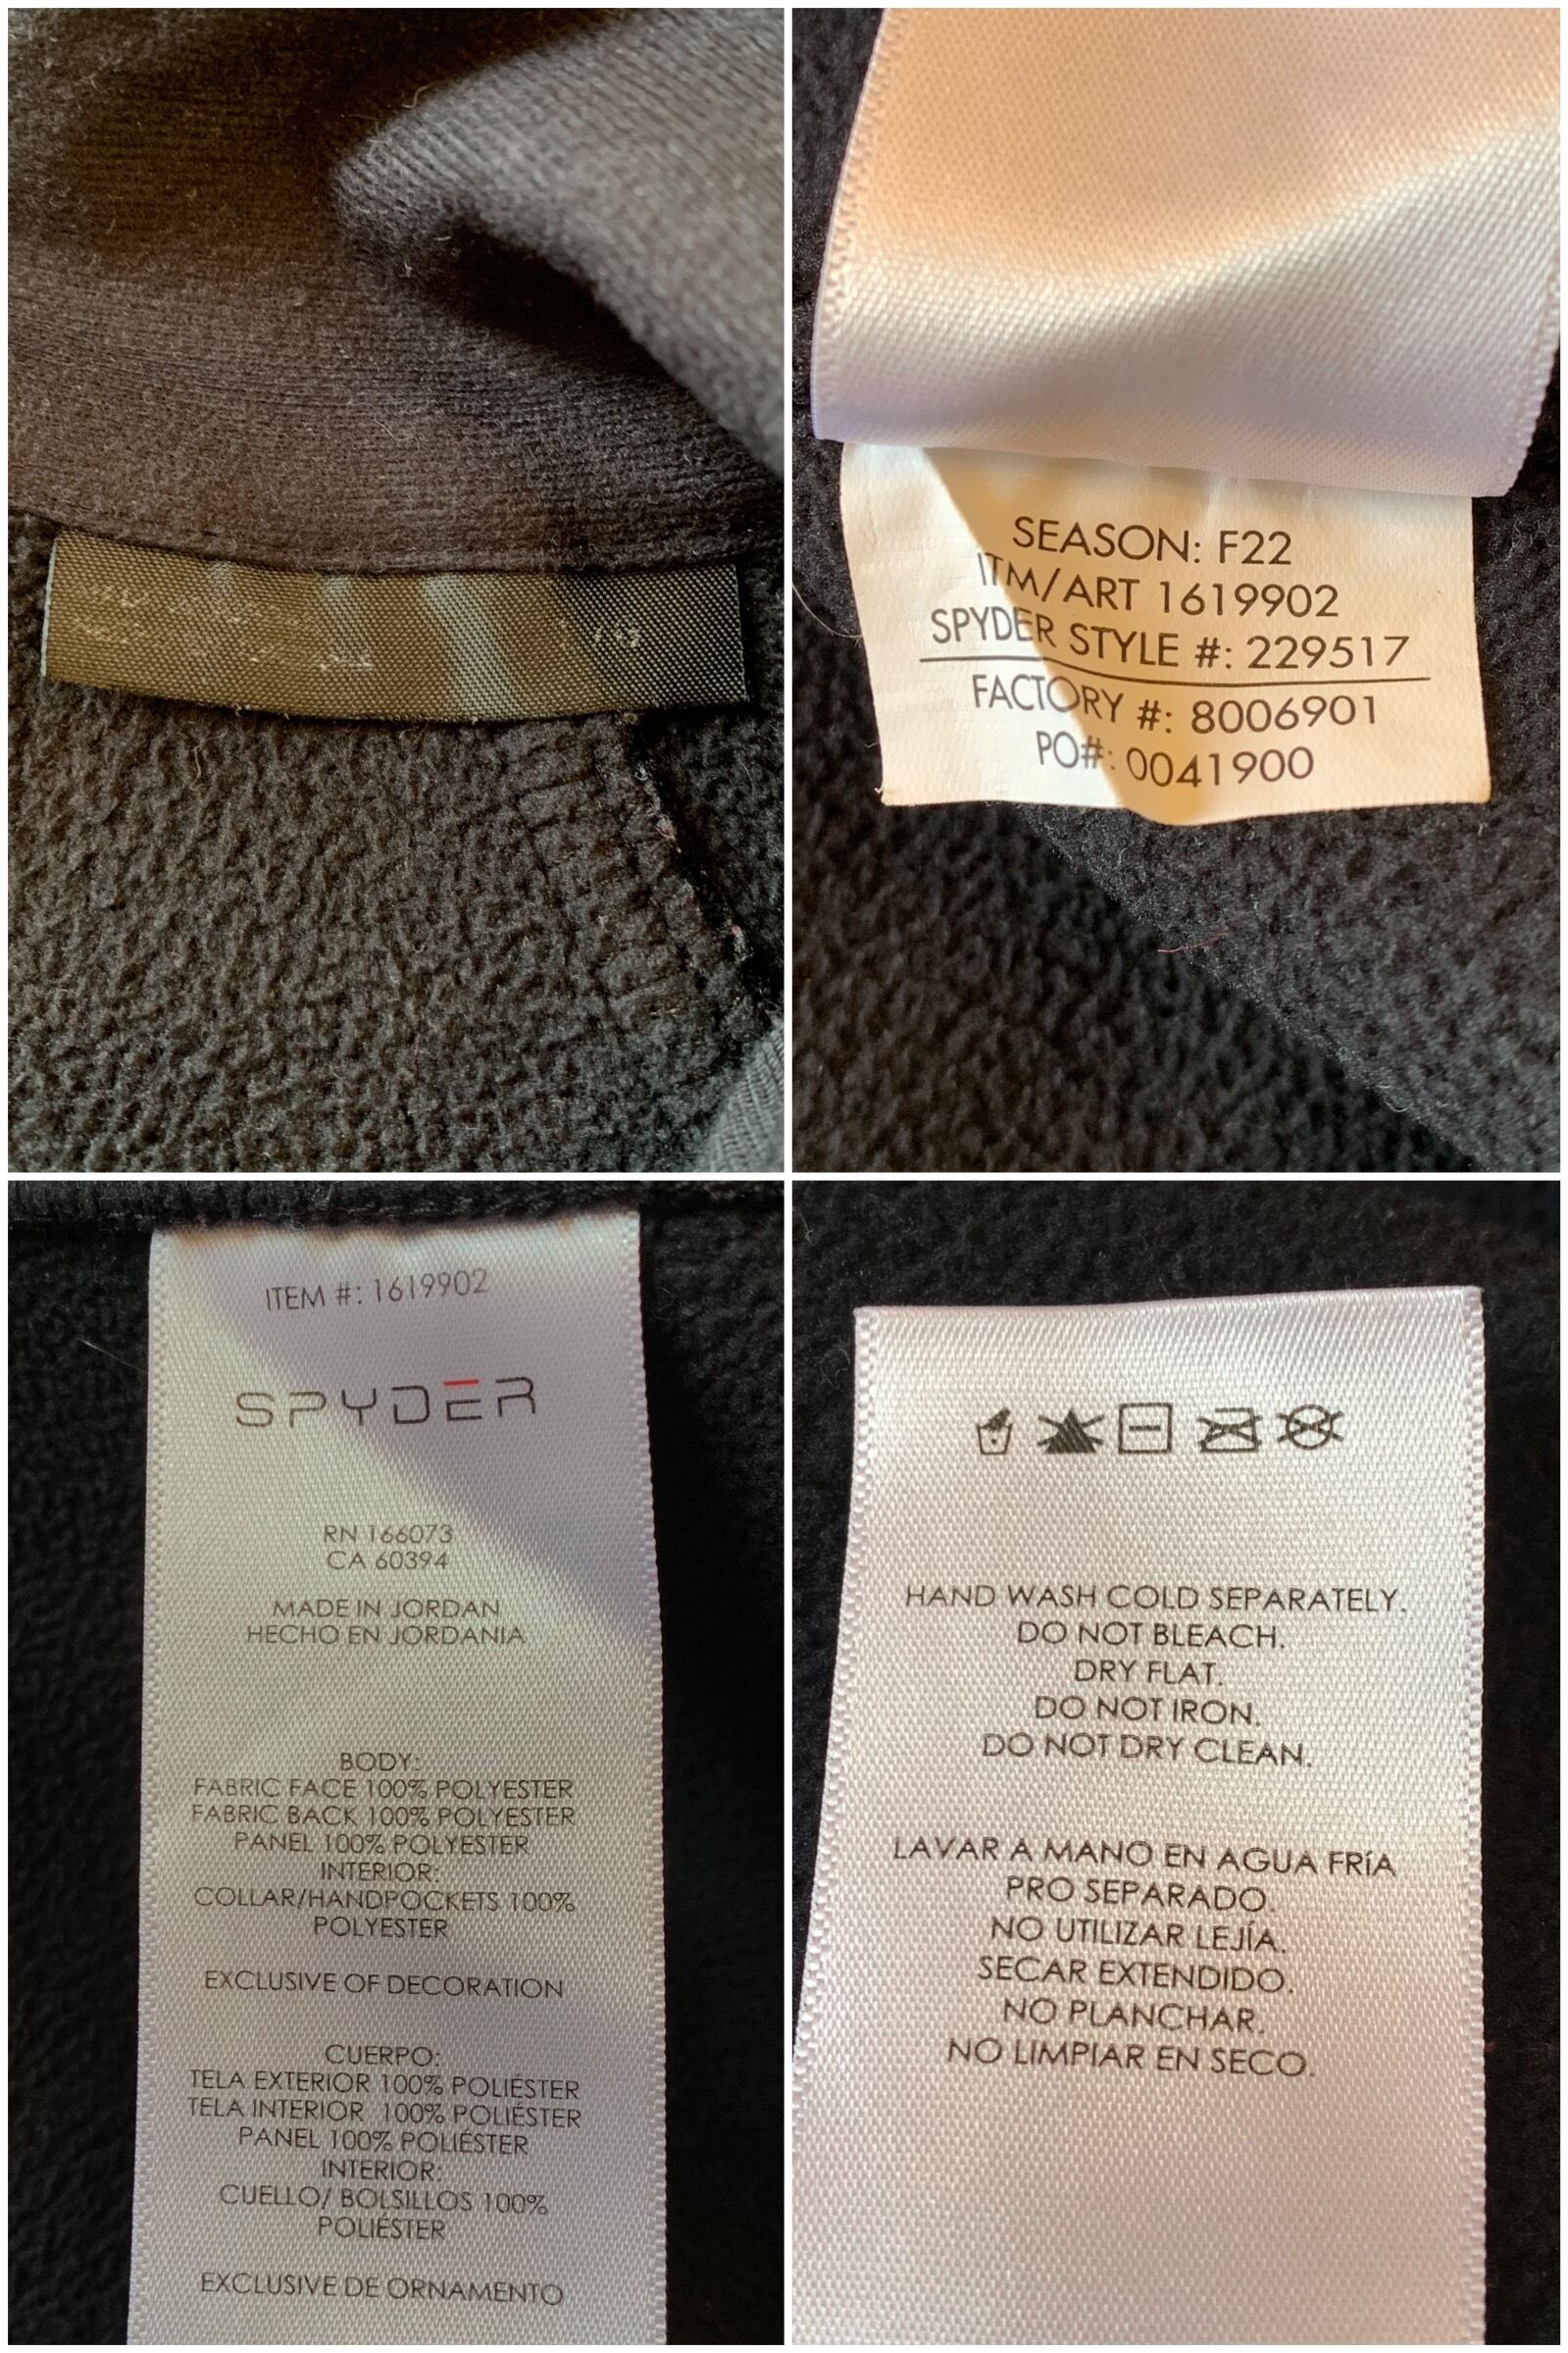 SEASON: F22
ITM/ART 1619902
SPYDER STYLE #: 229517
FACTORY #: 8006901
PO#: 0041900
ITEM #: 1619902
SPYDER
RN 166073
CA 60394
MADE IN JORDAN
HECHO EN JORDANIA
BODY:
FABRIC FACE 100% POLYESTER
FABRIC BACK 100% POLYESTER
PANEL 100% POLYESTER
INTERIOR:
COLLAR/HANDPOCKETS 100%
POLYESTER
EXCLUSIVE OF DECORATION
CUERPO:
TELA EXTERIOR 100% POLIÉSTER
TELA INTERIOR 100% POLIÉSTER
PANEL 100% POLIÉSTER
INTERIOR:
CUELLO/ BOLSILLOS 100%
POLIÉSTER
EXCLUSIVE DE ORNAMENTO
HAND WASH COLD SEPARATELY.
DO NOT BLEACH.
DRY FLAT.
DO NOT IRON.
DO NOT DRY CLEAN.
LAVAR A MANO EN AGUA FRÍA
PRO SEPARADO.
NO UTILIZAR LEJÍA.
SECAR EXTENDIDO.
NO PLANCHAR.
NO LIMPIAR EN SECO.